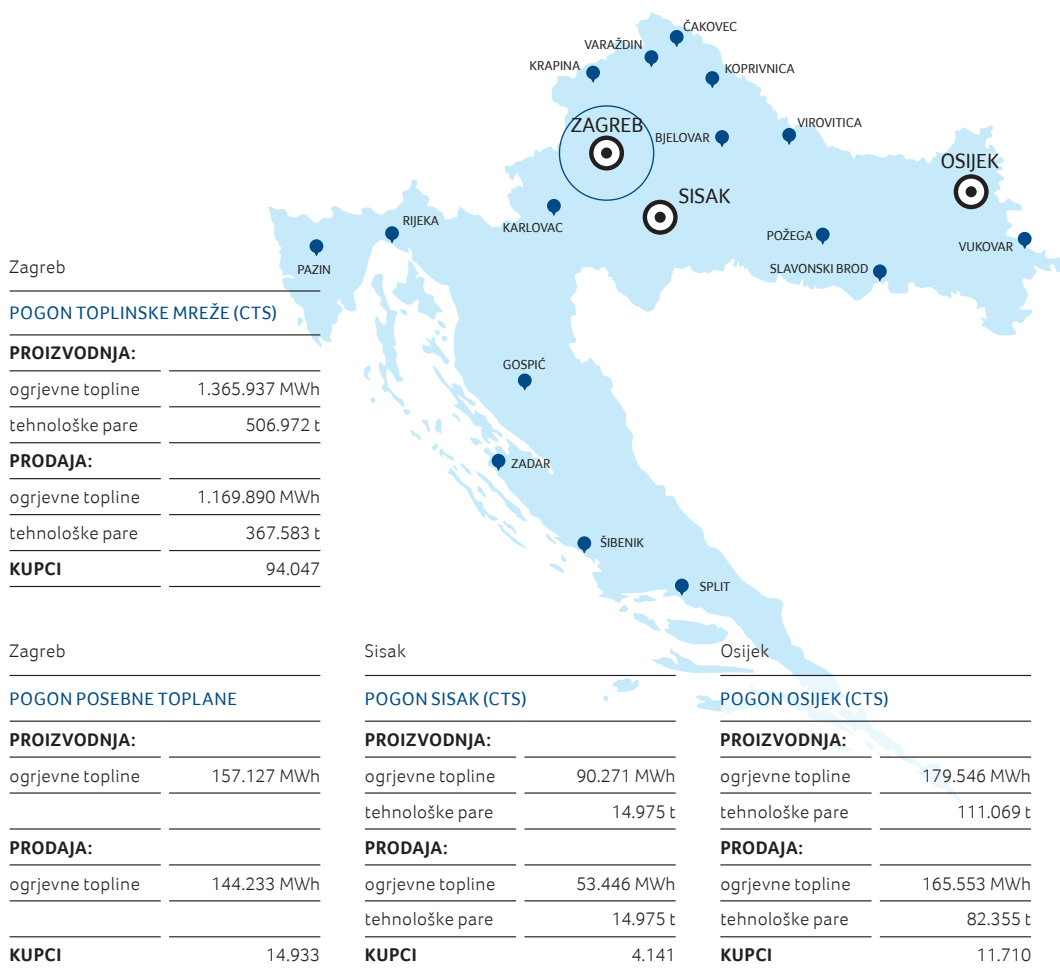 ČAKOVEC
VARAŽDIN
KRAPINA
KOPRIVNICA
ZAGREB
BJELOVAR
VIROVITICA
OSIJEK
SISAK
KARLOVAC
RIJEKA
POŽEGA
VUKOVAR
PAZIN
SLAVONSKI BROD
GOSPIĆ
ZADAR
ŠIBENIK
SPLIT
Zagreb
POGON TOPLINSKE MREŽE (CTS)
PROIZVODNJA:
ogrjevne topline 1.365.937 MWh
tehnološke pare 506.972 t
PRODAJA:
ogrjevne topline 1.169.890 MWh
tehnološke pare 367.583 t
KUPCI 94.047
Zagreb
POGON POSEBNE TOPLANE
PROIZVODNJA:
ogrjevne topline 157.127 MWh
PRODAJA:
ogrjevne topline 144.233 MWh
KUPCI 14.933
Sisak
POGON SISAK (CTS)
PROIZVODNJA:
ogrjevne topline 90.271 MWh
tehnološke pare 14.975 t
PRODAJA:
ogrjevne topline 53.446 MWh
tehnološke pare 14.975 t
KUPCI 4.141
Osijek
POGON OSIJEK (CTS)
PROIZVODNJA:
ogrjevne topline 179.546 MWh
tehnološke pare 111.069 t
PRODAJA:
ogrjevne topline 165.553 MWh
tehnološke pare 82.355 t
KUPCI 11.710